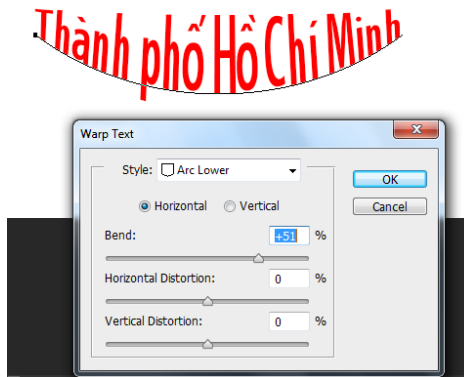 Thành phố Hồ Chí Minh
Warp Text
Style: Arc Lower
Horizontal Vertical
Bend: +51 %
Horizontal Distortion: 0 %
Vertical Distortion: 0 %
OK
Cancel